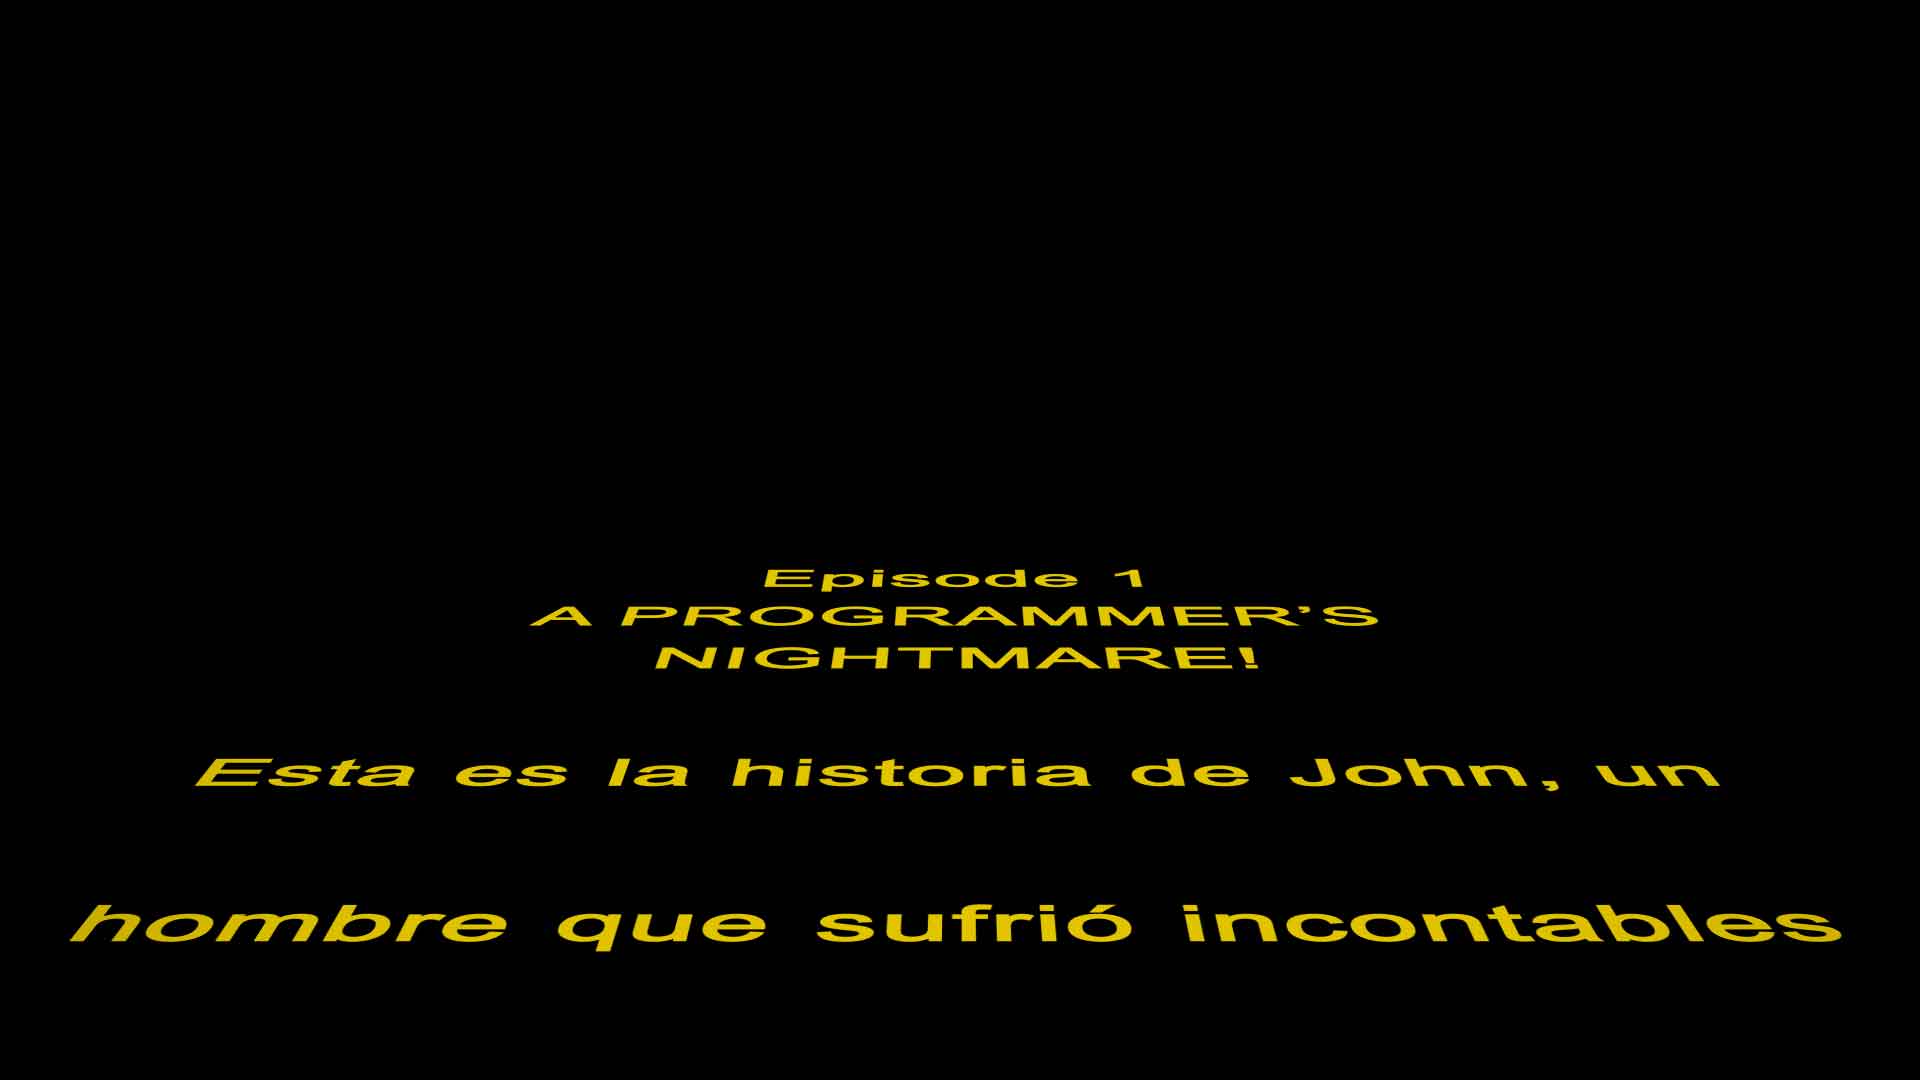 Episode 1
A PROGRAMMER’S
NIGHTMARE!
Esta es la historia de John, un
hombre que sufrió incontables